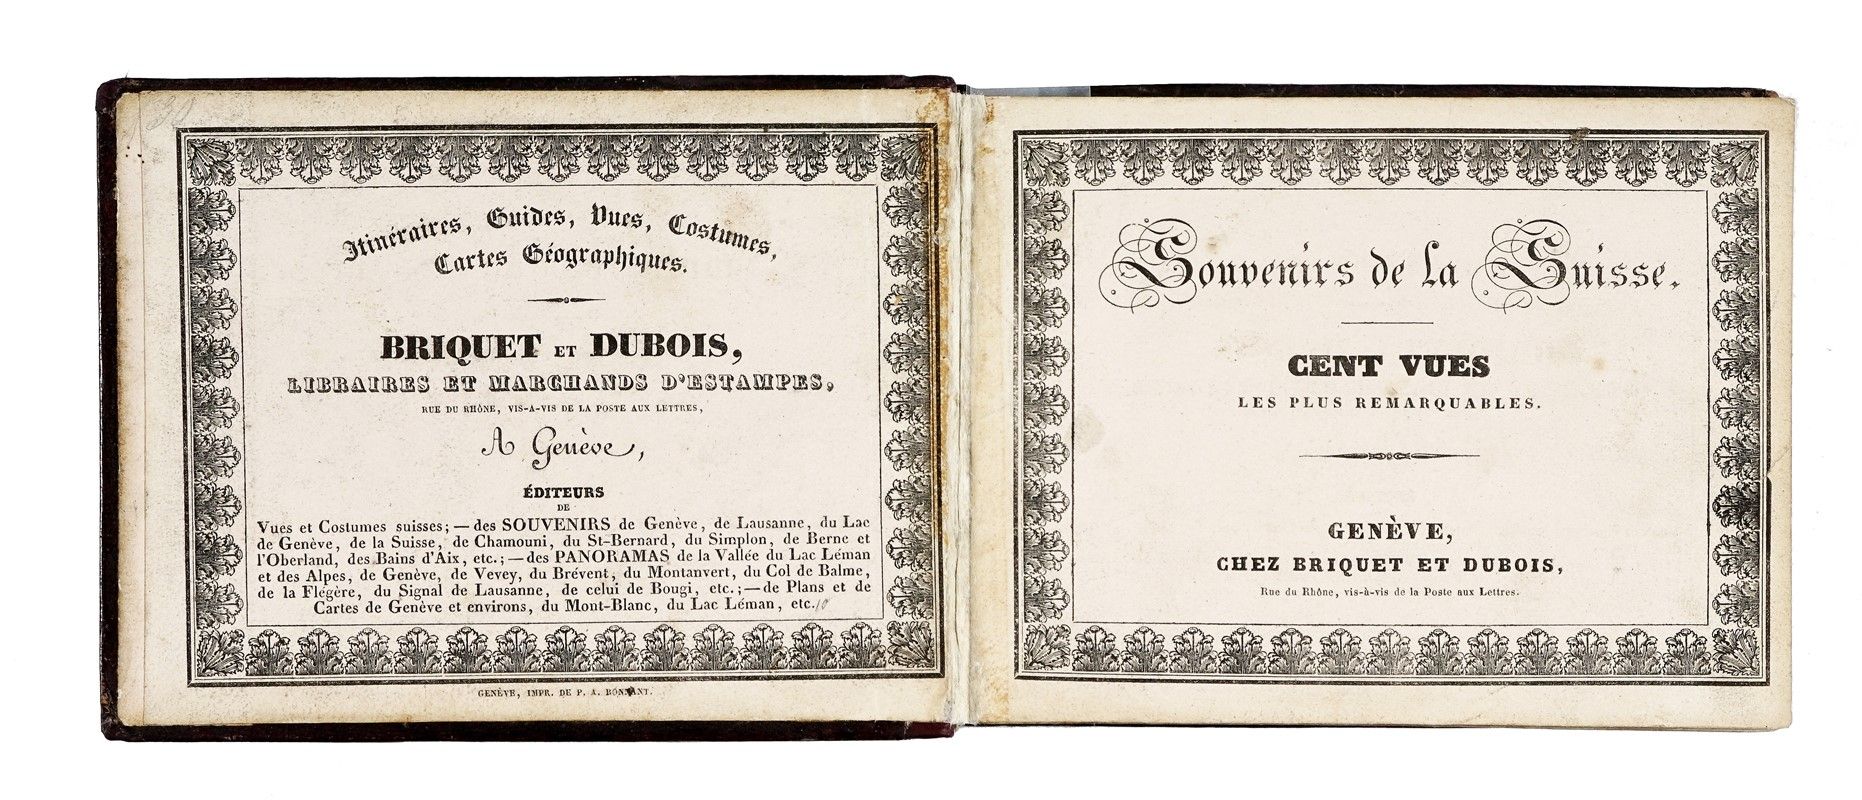 30
Itinéraires, Guides, Vues, Costumes,
Cartes Géographiques.
BRIQUET ET DUBOIS,
LIBRAIRES ET MARCHANDS D'ESTAMPES,
RUE DU RHÔNE, VIS-A-VIS DE LA POSTE AUX LETTRES,
A Genève,
ÉDITEURS
DE
Vues et Costumes suisses; — des SOUVENIRS de Genève, de Lausanne, du Lac
de Genève, de la Suisse, de Chamouni, du St-Bernard, du Simplon, de Berne et
l'Oberland, des Bains d'Aix, etc.; — des PANORAMAS de la Vallée du Lac Léman
et des Alpes, de Genève, de Vevey, du Brévent, du Montanvert, du Col de Balme,
de la Flégère, du Signal de Lausanne, de celui de Bougi, etc.; — de Plans et de
Cartes de Genève et environs, du Mont-Blanc, du Lac Léman, etc.
GENÈVE, IMPR. DE P. A. BONNANT.
Souvenirs de la Suisse.
CENT VUES
LES PLUS REMARQUABLES.
GENÈVE,
CHEZ BRIQUET ET DUBOIS,
Rue du Rhône, vis-à-vis de la Poste aux Lettres.